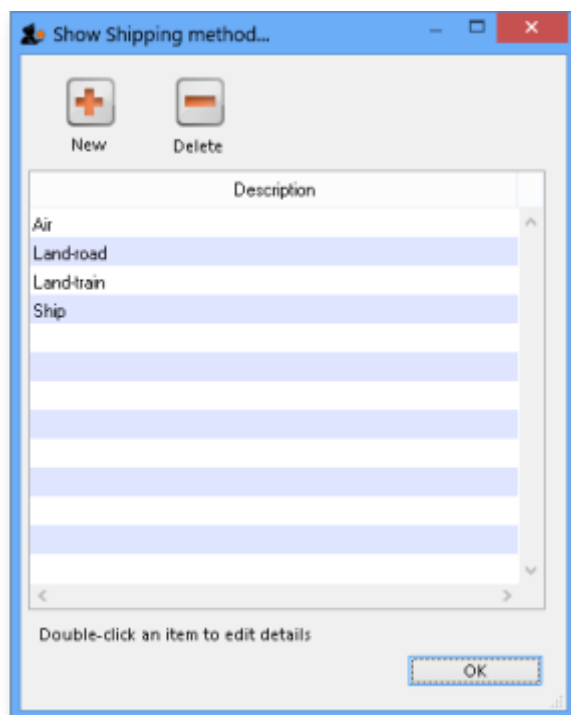 Show Shipping method...
New Delete
Description
Air
Land-road
Land-train
Ship
Double-click an item to edit details
OK